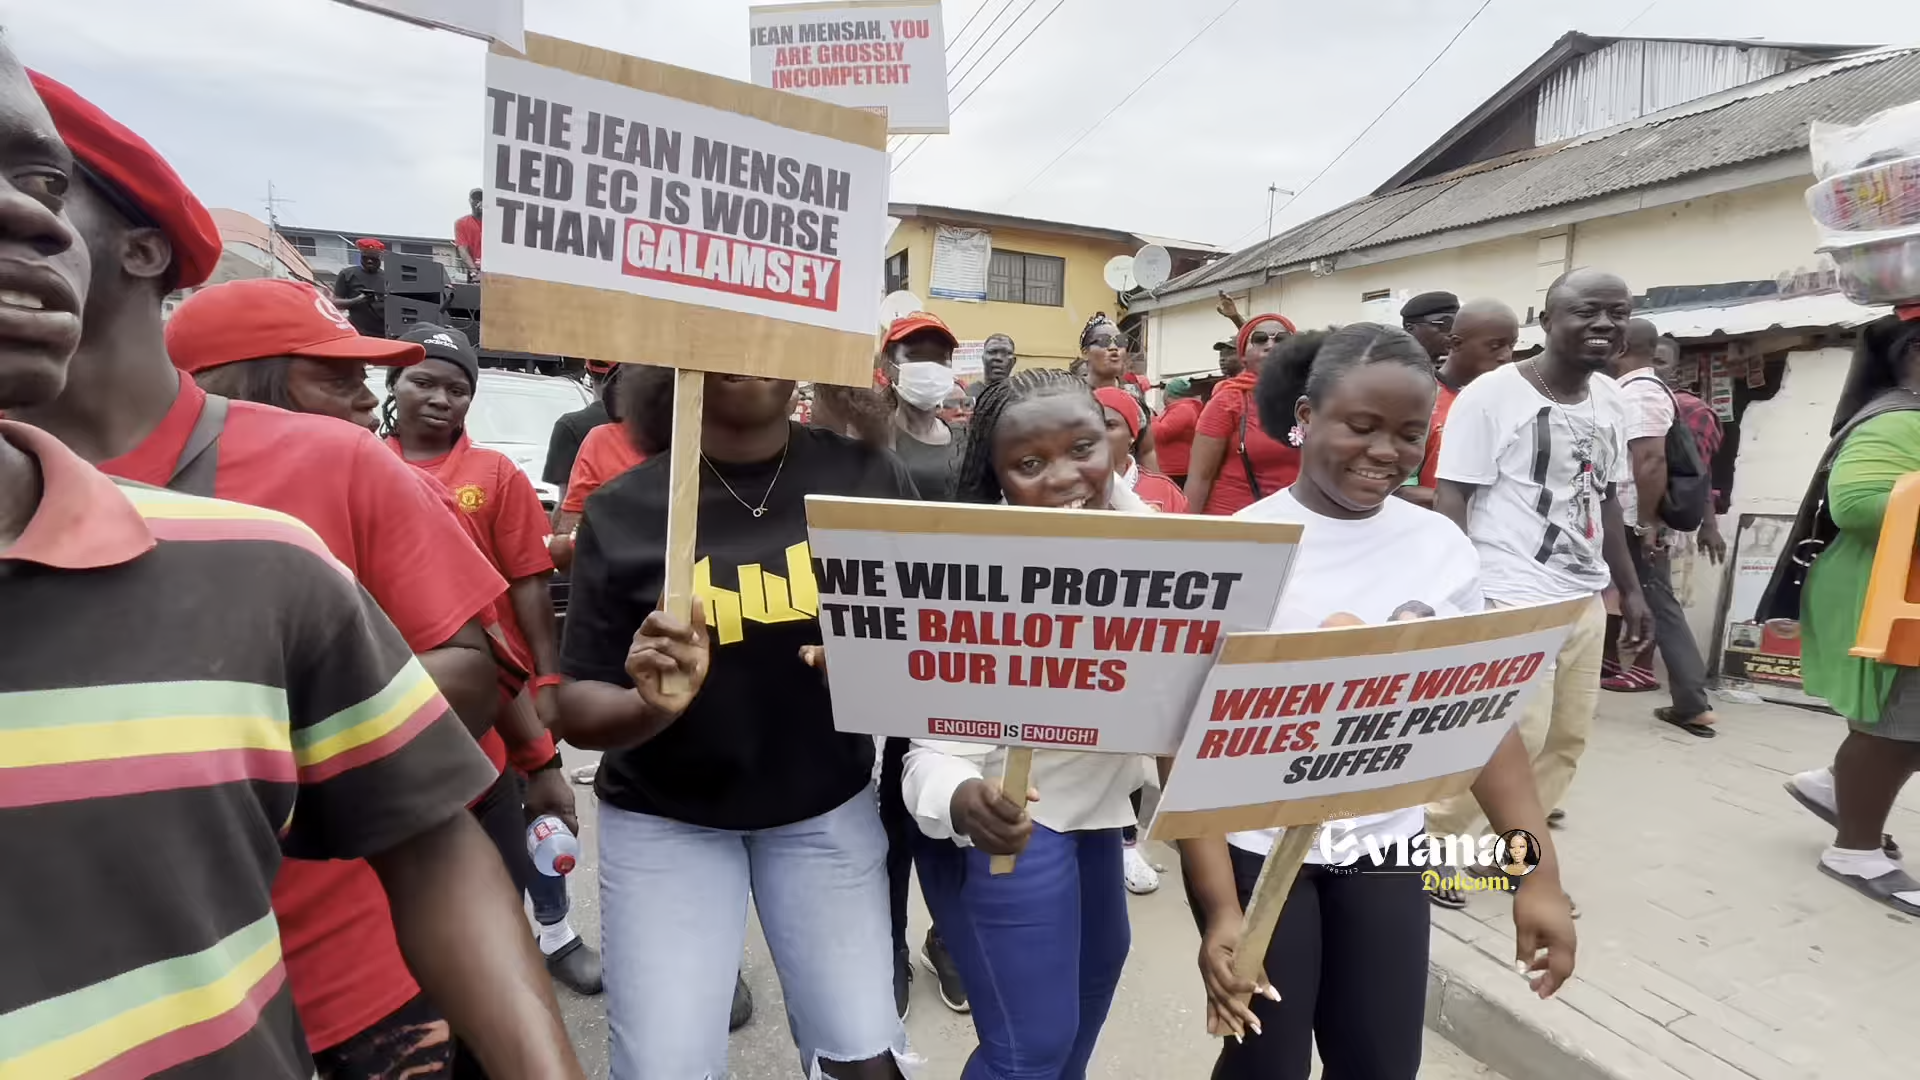 JEAN MENSAH, YOU
ARE GROSSLY
INCOMPETENT
THE JEAN MENSAH
LED EC IS WORSE
THAN GALAMSEY
adidas
WE WILL PROTECT
THE BALLOT WITH
OUR LIVES
ENOUGH IS ENOUGH!
WHEN THE WICKED
RULES, THE PEOPLE
SUFFER
Eviana
Dotcom.